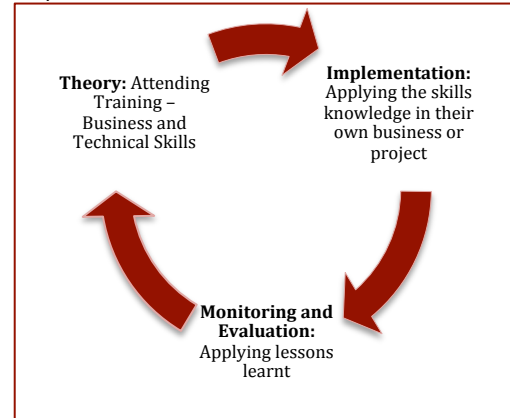 Theory: Attending
Training –
Business and
Technical Skills
Implementation:
Applying the skills
knowledge in their
own business or
project
Monitoring and
Evaluation:
Applying lessons
learnt